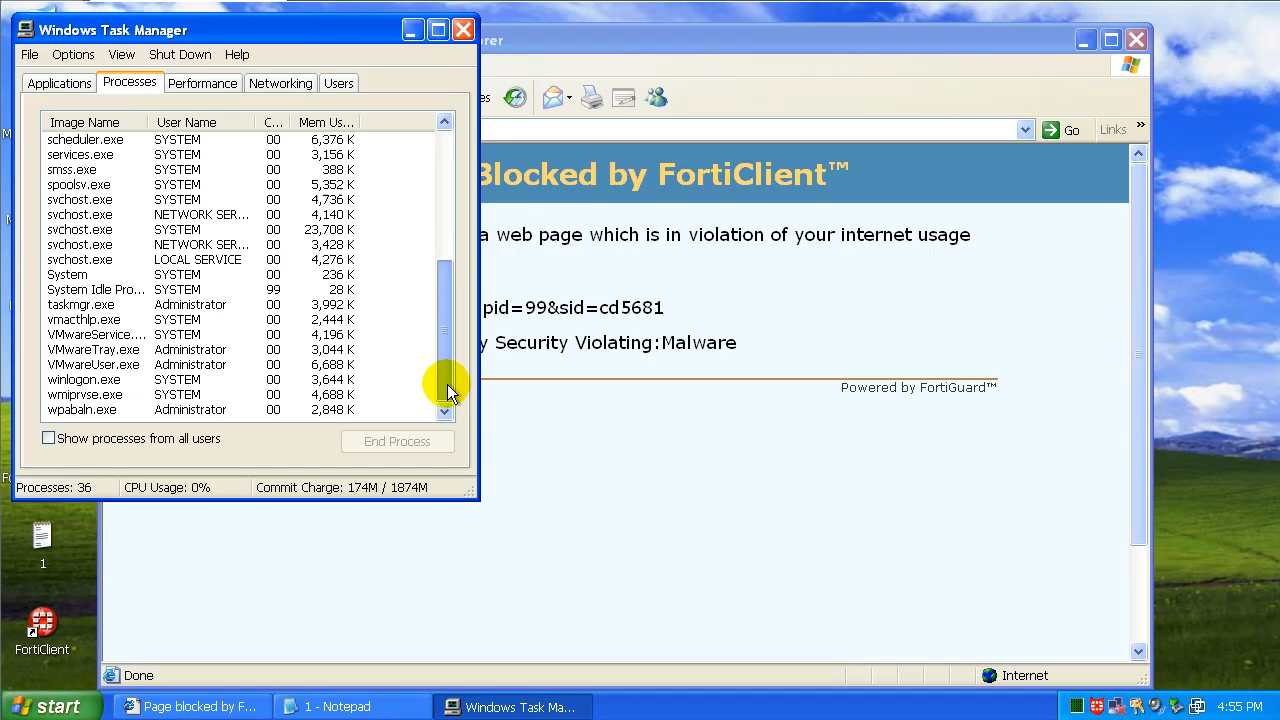 Windows Task Manager
File Options View Shut Down Help
Applications Processes Performance Networking Users
Image Name User Name C... Mem Us...
scheduler.exe SYSTEM 00 6,376 K
services.exe SYSTEM 00 3,156 K
smss.exe SYSTEM 00 388 K
spoolsv.exe SYSTEM 00 5,352 K
svchost.exe SYSTEM 00 4,736 K
svchost.exe NETWORK SER... 00 4,140 K
svchost.exe SYSTEM 00 23,708 K
svchost.exe NETWORK SER... 00 3,428 K
svchost.exe LOCAL SERVICE 00 4,276 K
System SYSTEM 00 236 K
System Idle Pro... SYSTEM 99 28 K
taskmgr.exe Administrator 00 3,992 K
vmacthlp.exe SYSTEM 00 2,444 K
VMwareService.... SYSTEM 00 4,196 K
VMwareTray.exe Administrator 00 3,044 K
VMwareUser.exe Administrator 00 6,688 K
winlogon.exe SYSTEM 00 3,644 K
wmiprvse.exe SYSTEM 00 4,688 K
wpabaln.exe Administrator 00 2,848 K
Show processes from all users End Process
Processes: 36 CPU Usage: 0% Commit Charge: 174M / 1874M
orer
es
Go Links »
Blocked by FortiClient™
a web page which is in violation of your internet usage
pid=99&sid=cd5681
y Security Violating:Malware
Powered by FortiGuard™
1
FortiClient
Done Internet
start Page blocked by F... 1 - Notepad Windows Task Ma... 4:55 PM